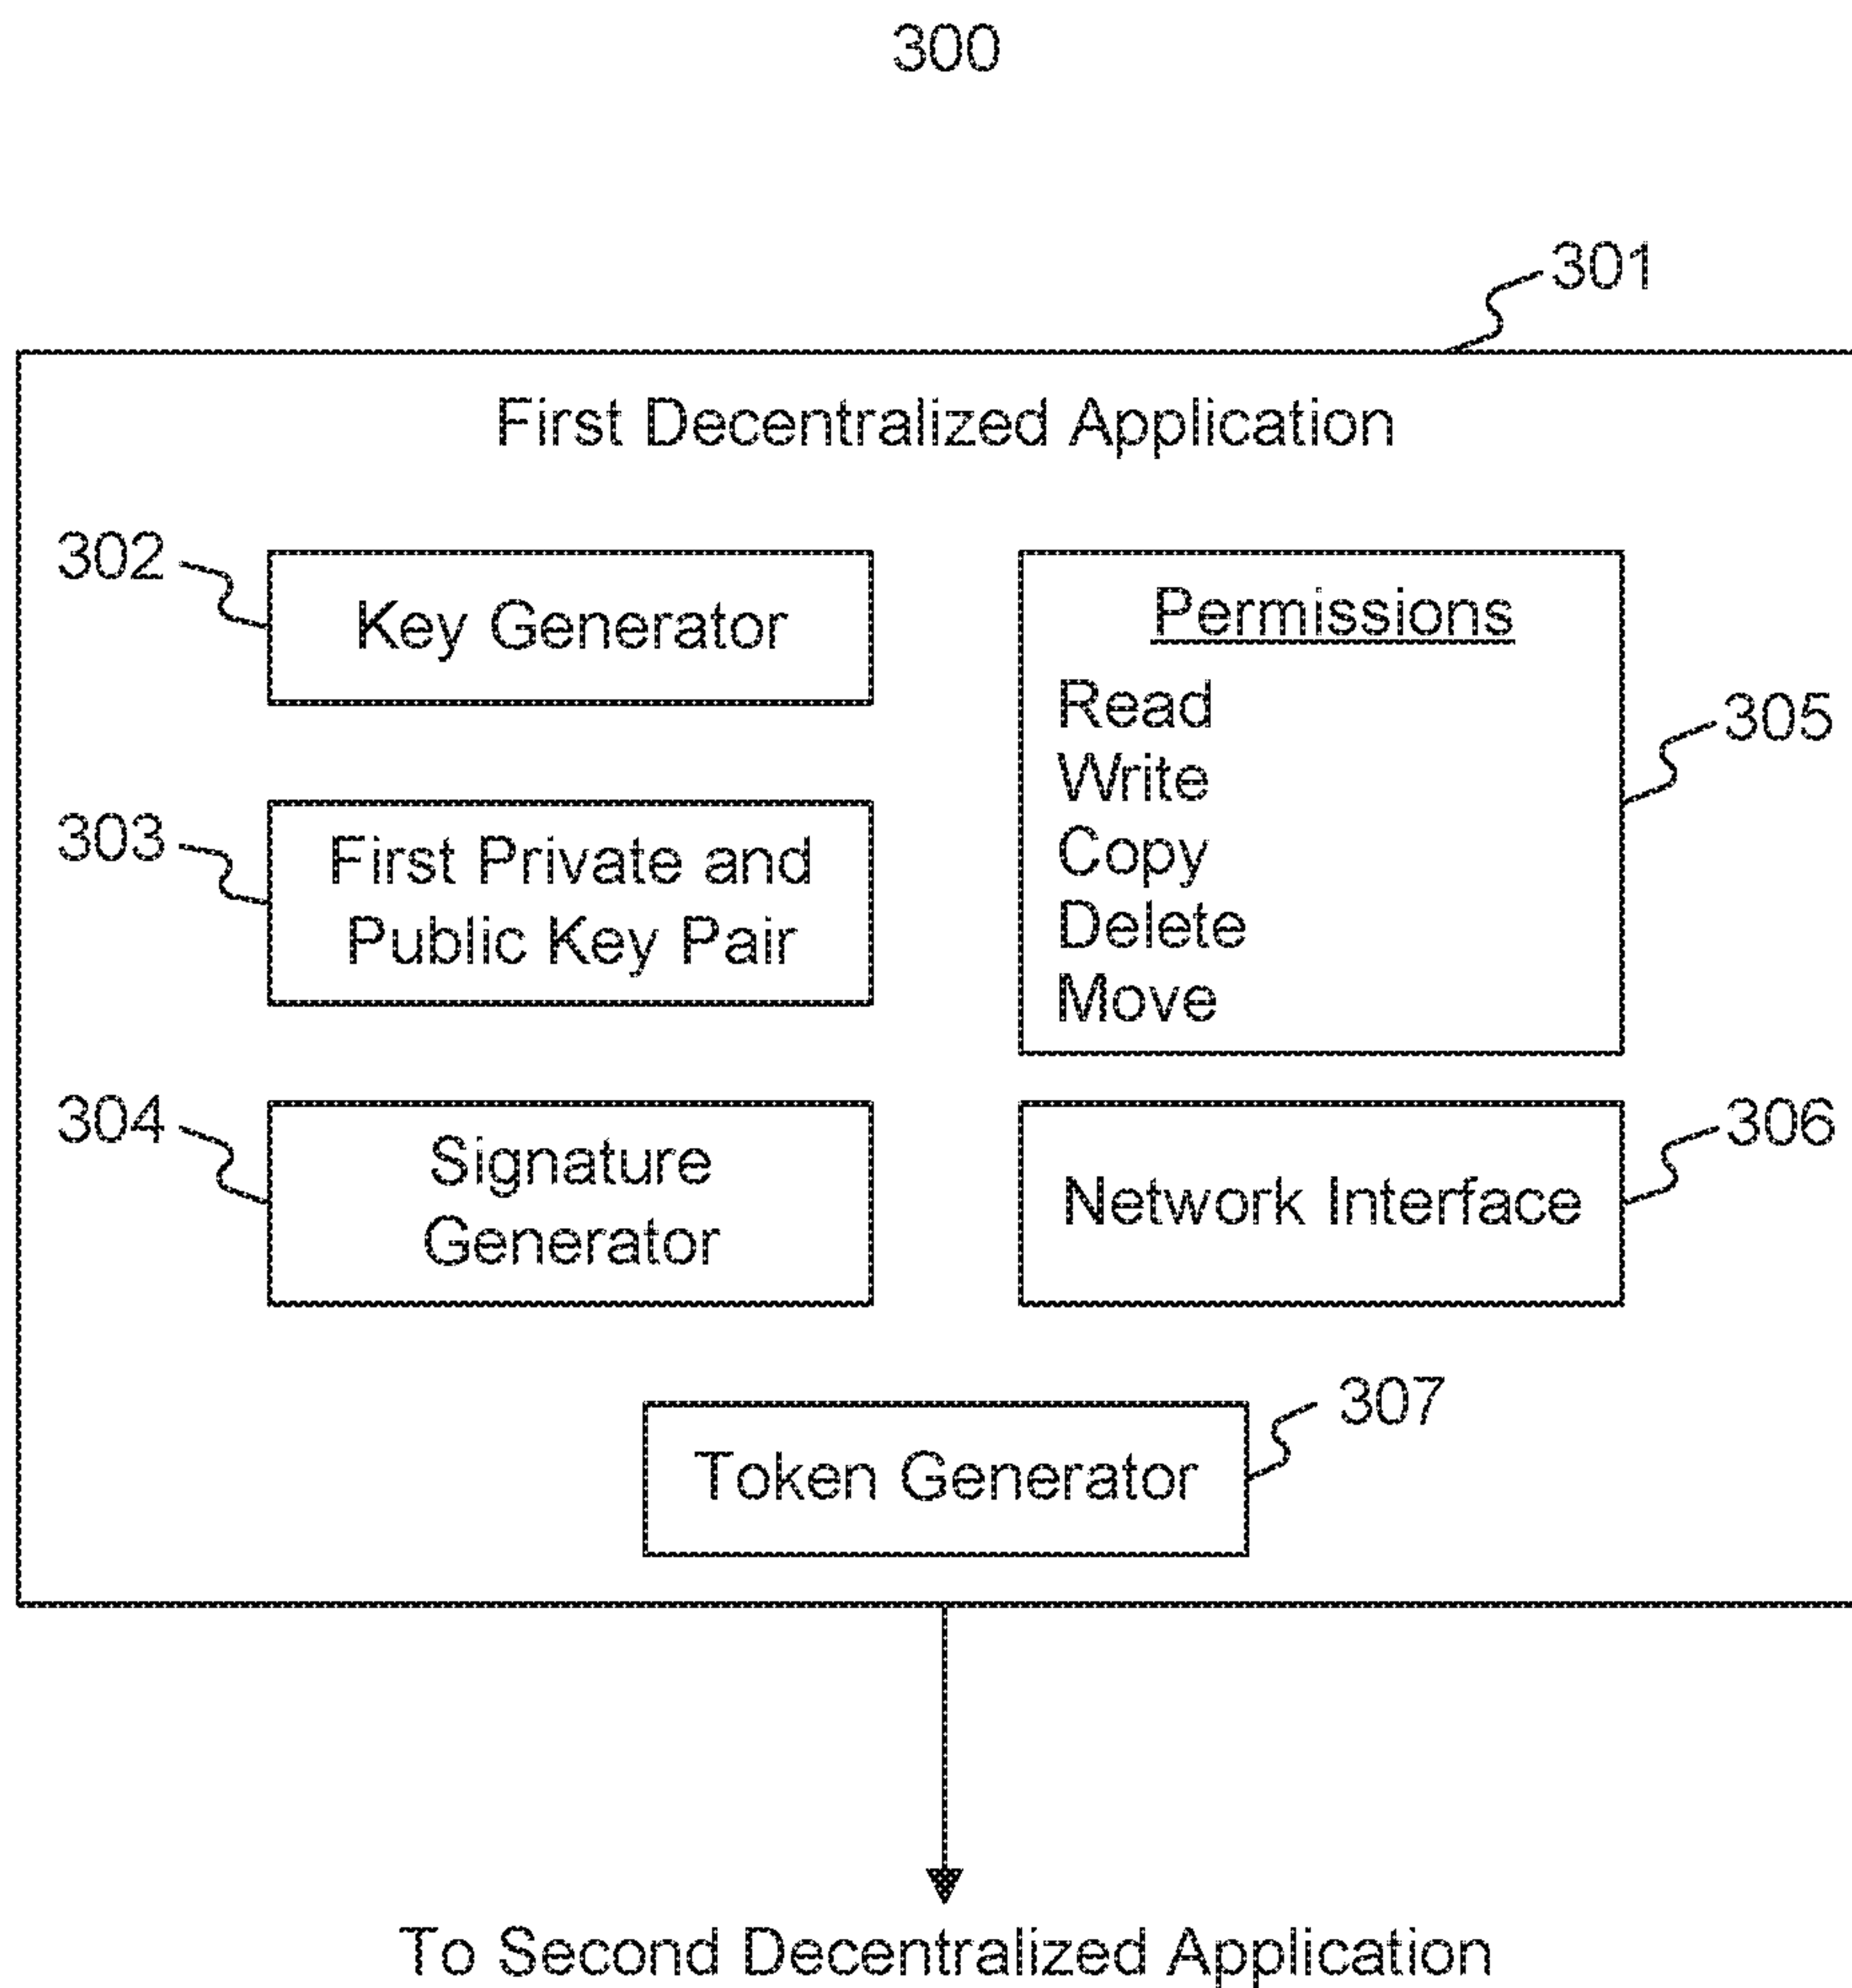 300
301
First Decentralized Application
302
Key Generator
Permissions
Read
Write
Copy
Delete
Move
305
303
First Private and
Public Key Pair
304
Signature
Generator
Network Interface
306
307
Token Generator
To Second Decentralized Application